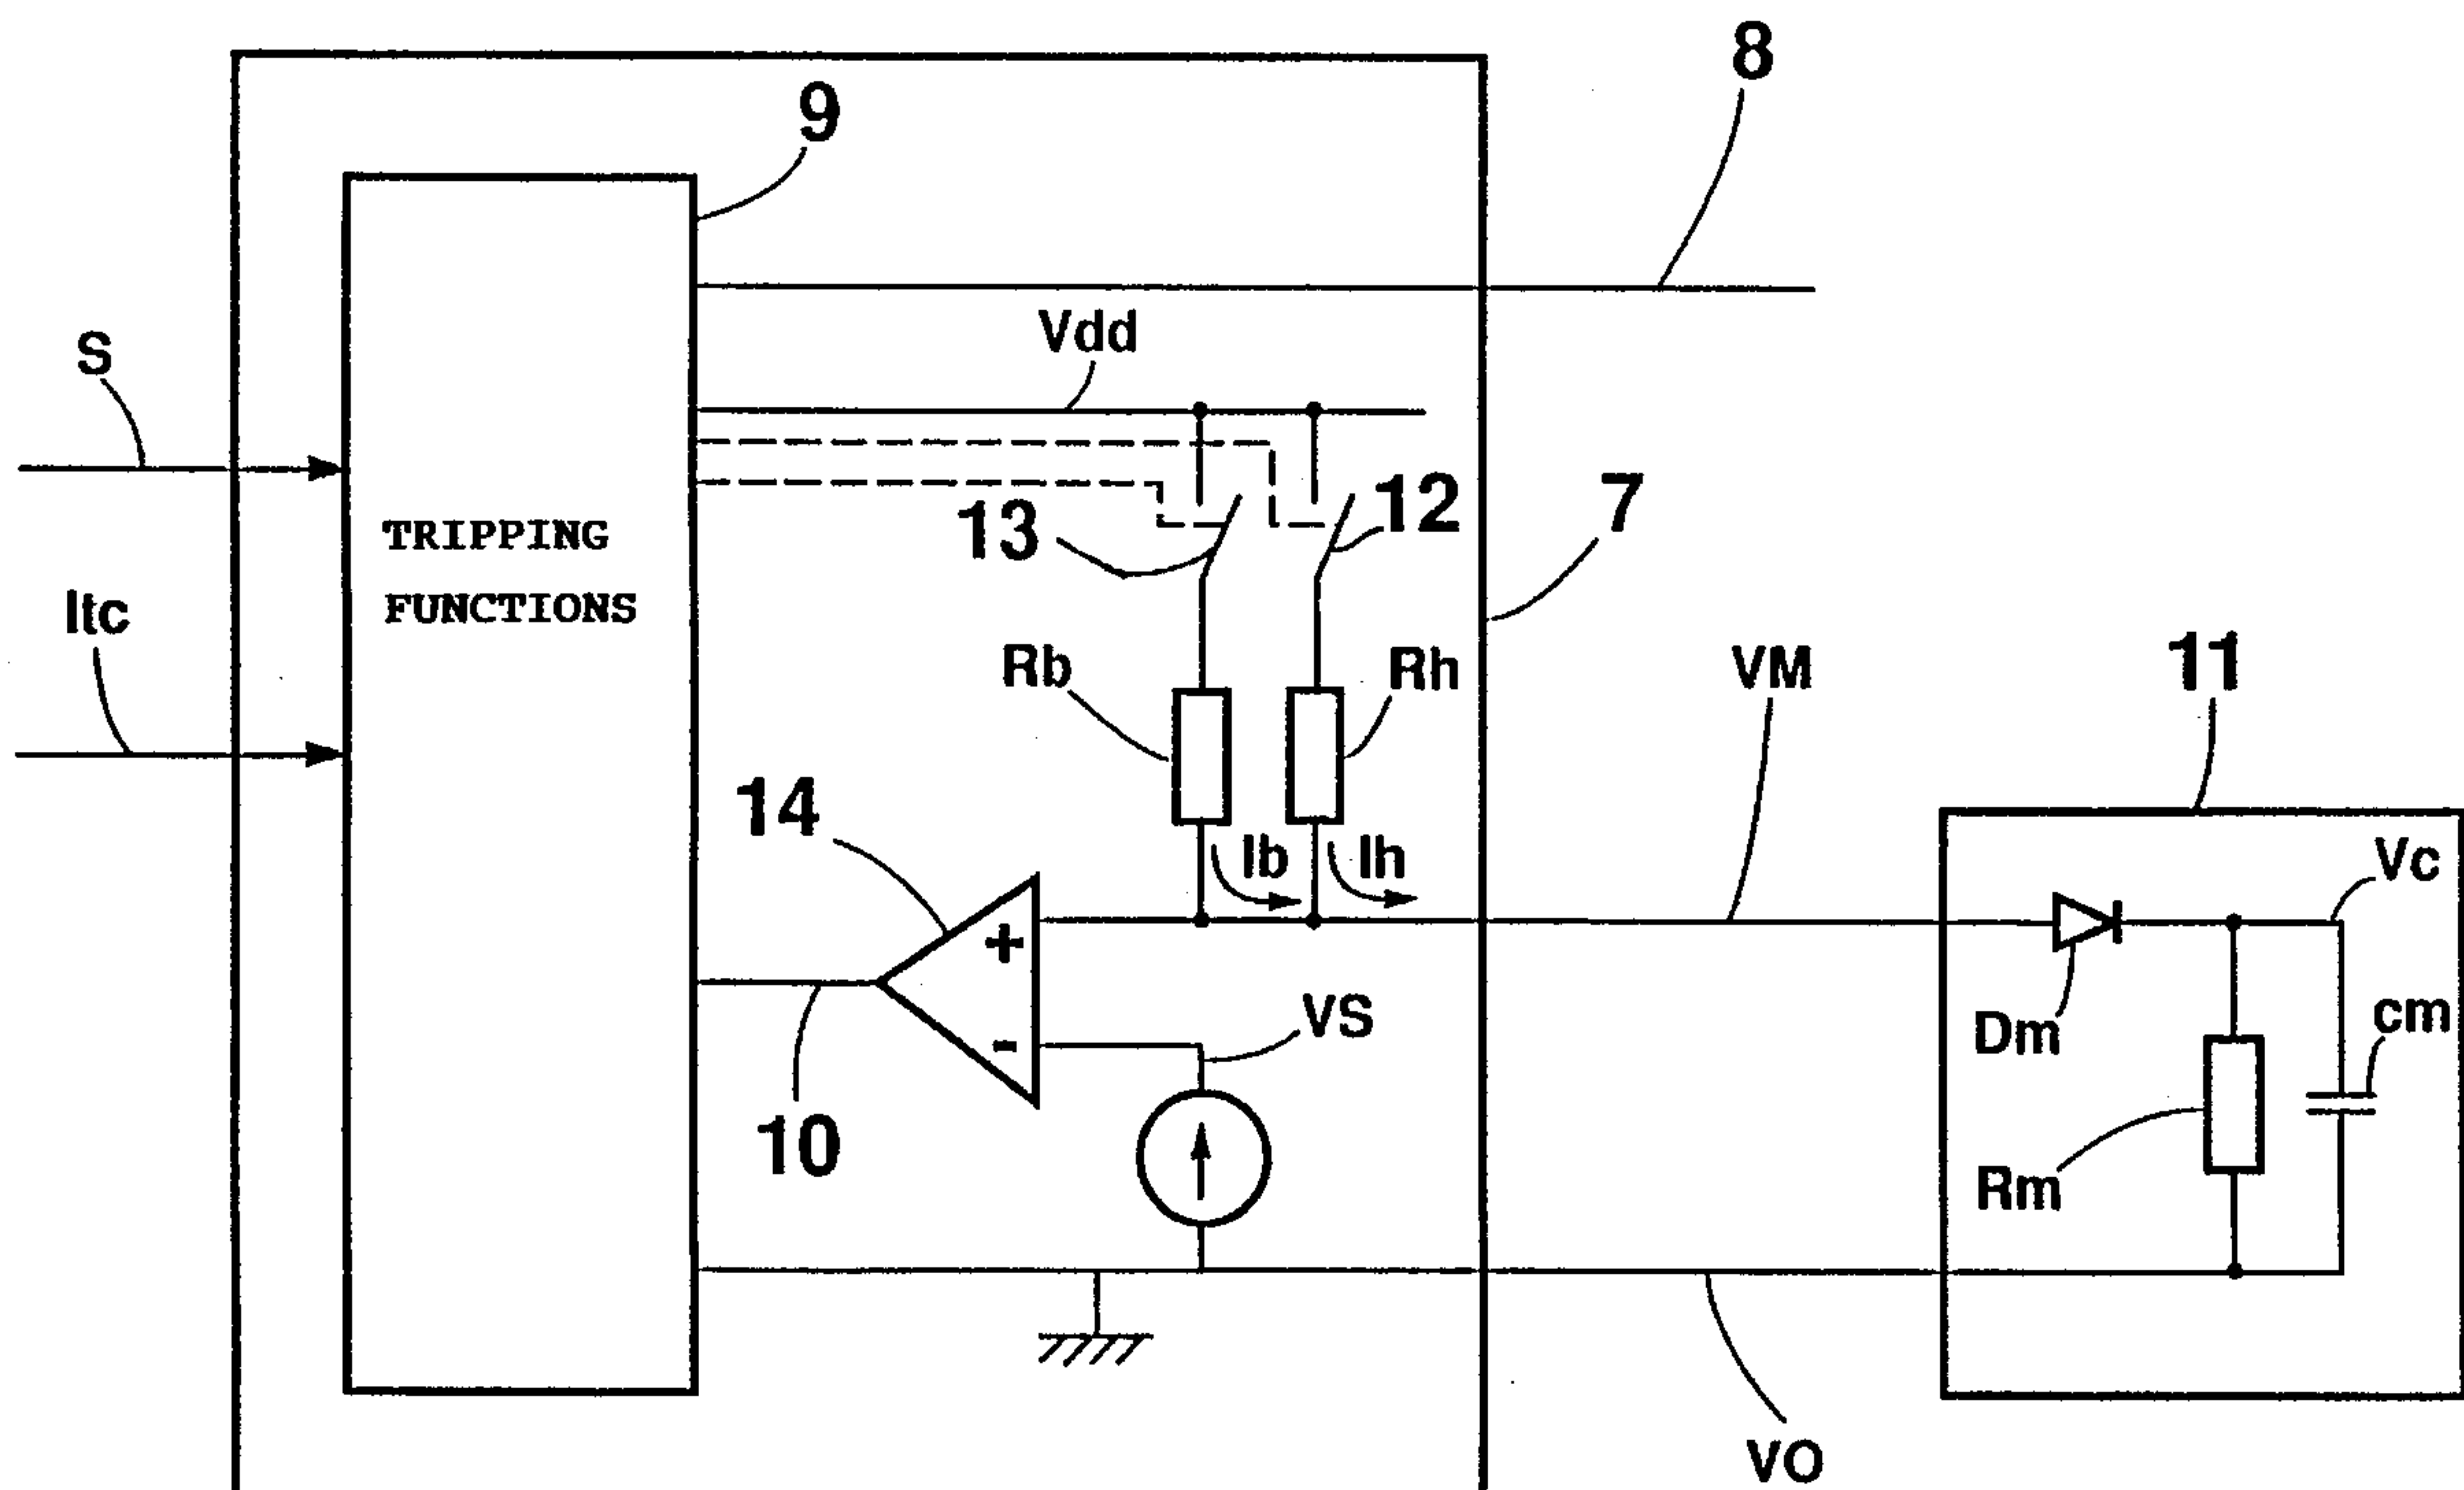 8
9
Vdd
S
TRIPPING
FUNCTIONS
13
12
7
Itc
Rb
Rh
VM
11
14
Ib
Ih
Vc
+
-
VS
Dm
cm
10
Rm
VO